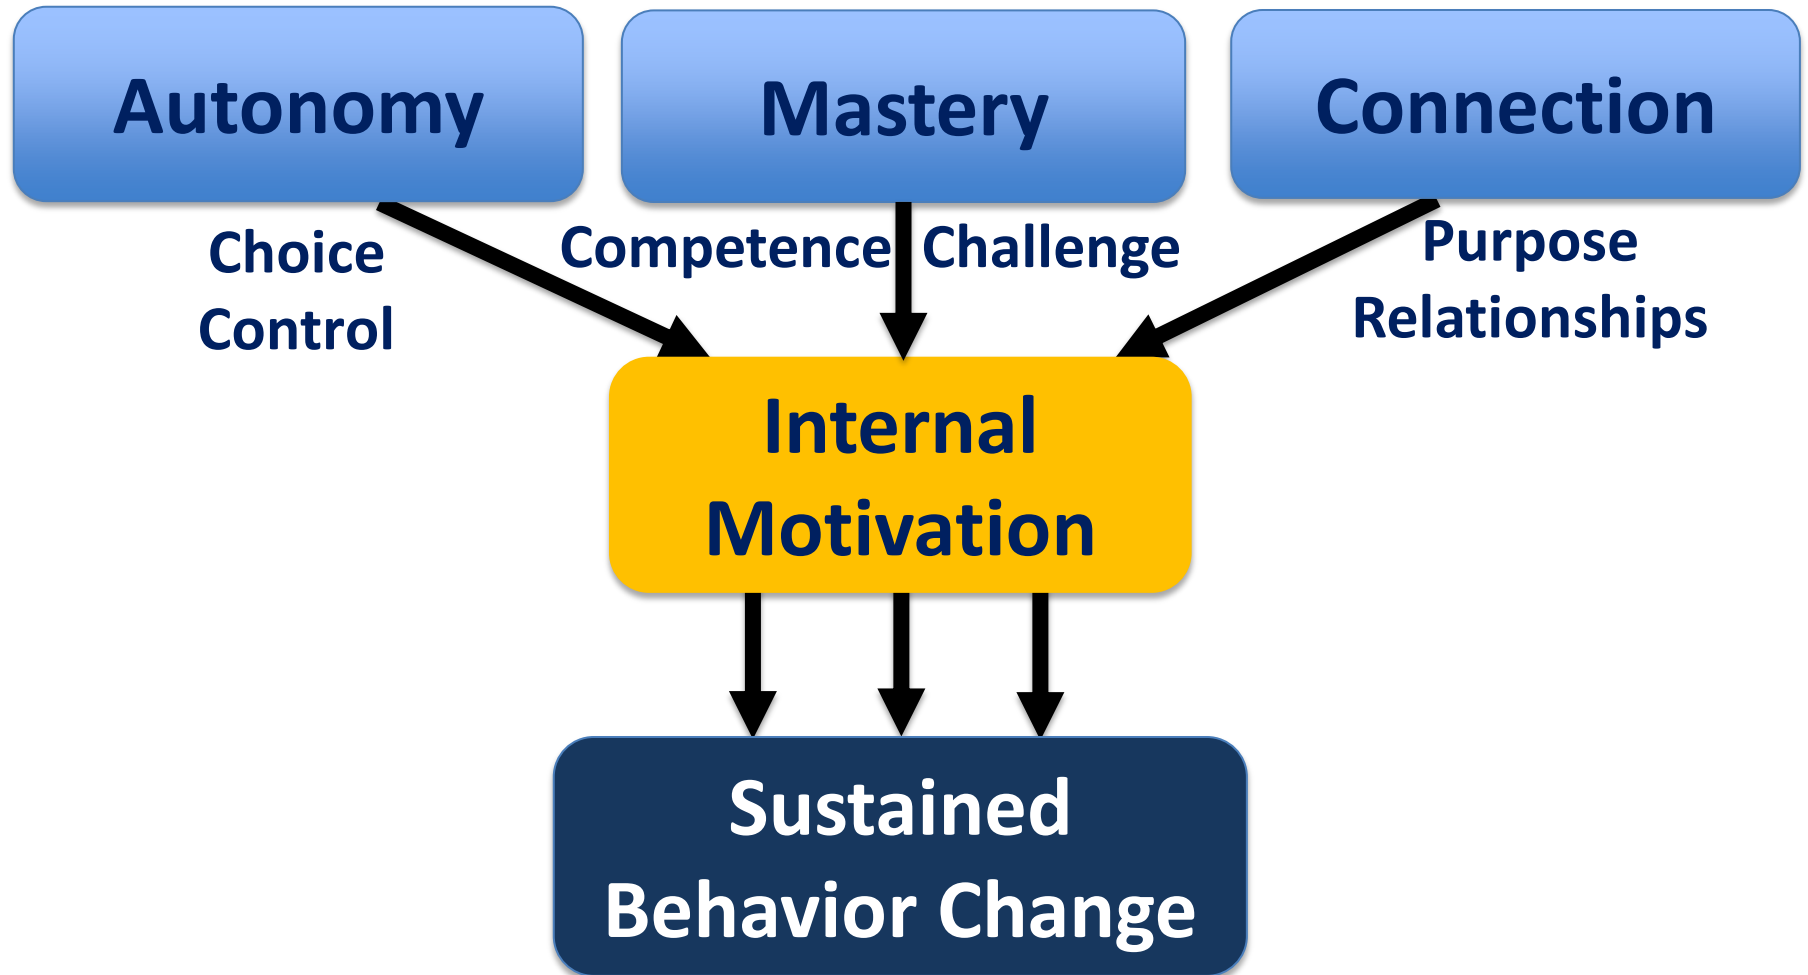 Autonomy
Mastery
Connection
Choice
Control
Competence
Challenge
Purpose
Relationships
Internal
Motivation
Sustained
Behavior Change